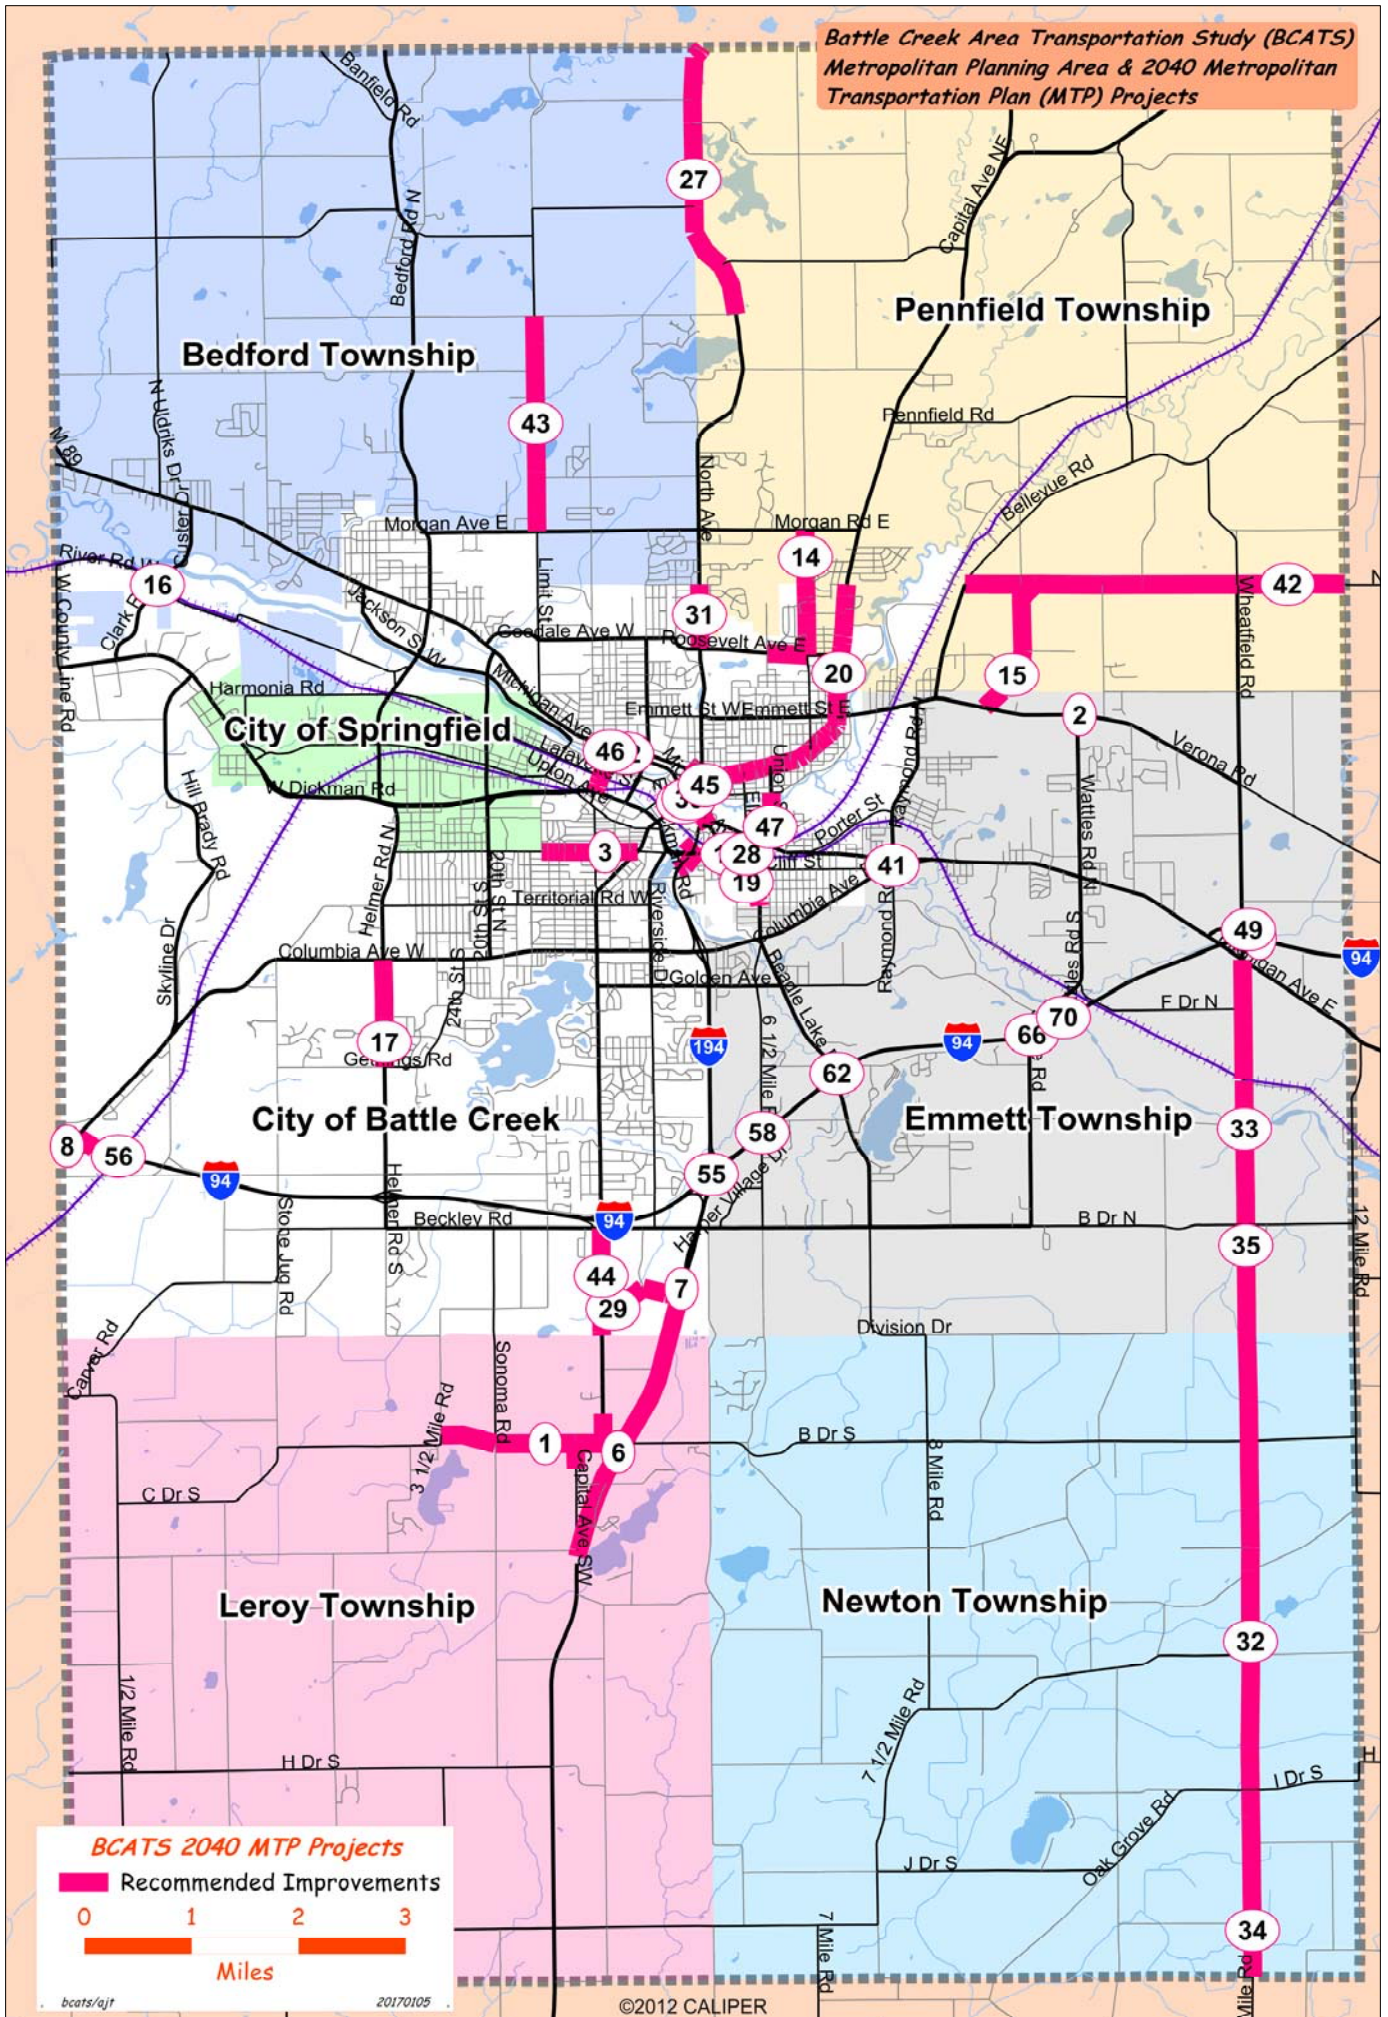 Battle Creek Area Transportation Study (BCATS)
Metropolitan Planning Area & 2040 Metropolitan
Transportation Plan (MTP) Projects
Banfield Rd
27
Capital Ave NE
Bedford Rd N
Pennfield Township
Bedford Township
N Uldriks Dr
43
Pennfield Rd
M 89
North Ave
Bellevue Rd
Morgan Ave E
Morgan Rd E
Custer Dr
River Rd W
14
16
Limit St
42
W County Line Rd
Clark E
Jackson St W
31
Goodale Ave W
Roosevelt Ave E
Wheatfield Rd
20
15
Harmonia Rd
Michigan Ave
Emmett St W
Emmett St E
2
City of Springfield
46
Raymond Rd
Verona Rd
Upton Ave
45
Union
W Dickman Rd
Wattles Rd N
Hill Brady Rd
47
Porter St
Helmer Rd N
3
28
Cliff St
41
19
20th St N
Territorial Rd W
Riverside Dr
Columbia Ave
20th St S
Columbia Ave W
49
94
Skyline Dr
Golden Ave
Raymond R
24th St S
Beadle Lake
F Dr N
70
66
17
194
94
6 1/2 Mile
62
City of Battle Creek
Emmett Township
33
8
56
58
94
55
Helmer Rd S
Harper Village Dr
Beckley Rd
94
B Dr N
35
Stone Jug Rd
12 Mile Rd
44
7
29
Division Dr
Carver Rd
Sonoma Rd
3 1/2 Mile Rd
1
6
B Dr S
8 Mile Rd
Capital Ave SW
C Dr S
Leroy Township
Newton Township
32
1/2 Mile Rd
7 1/2 Mile Rd
H Dr S
H
I Dr S
Oak Grove Rd
J Dr S
BCATS 2040 MTP Projects
Recommended Improvements
0 1 2 3
Miles
7 Mile Rd
34
bcats/ajt 20170105
©2012 CALIPER